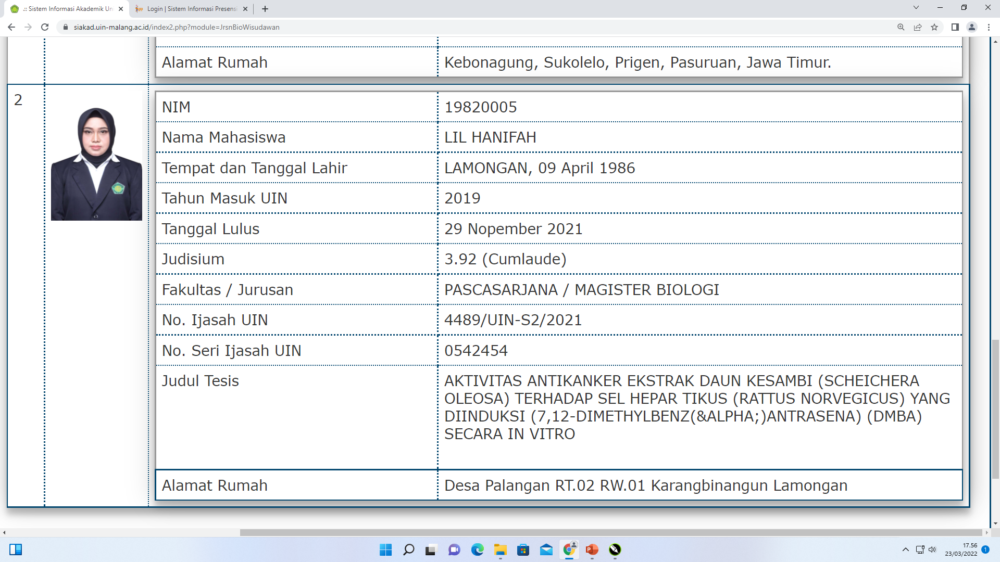 .:: Sistem Informasi Akademik Un
Login | Sistem Informasi Presensi
siakad.uin-malang.ac.id/index2.php?module=JrsnBioWisudawan
Alamat Rumah Kebonagung, Sukolelo, Prigen, Pasuruan, Jawa Timur.
2
NIM 19820005
Nama Mahasiswa LIL HANIFAH
Tempat dan Tanggal Lahir LAMONGAN, 09 April 1986
Tahun Masuk UIN 2019
Tanggal Lulus 29 Nopember 2021
Judisium 3.92 (Cumlaude)
Fakultas / Jurusan PASCASARJANA / MAGISTER BIOLOGI
No. Ijasah UIN 4489/UIN-S2/2021
No. Seri Ijasah UIN 0542454
Judul Tesis AKTIVITAS ANTIKANKER EKSTRAK DAUN KESAMBI (SCHEICHERA
OLEOSA) TERHADAP SEL HEPAR TIKUS (RATTUS NORVEGICUS) YANG
DIINDUKSI (7,12-DIMETHYLBENZ(&ALPHA;)ANTRASENA) (DMBA)
SECARA IN VITRO
Alamat Rumah Desa Palangan RT.02 RW.01 Karangbinangun Lamongan
17.56
23/03/2022
1